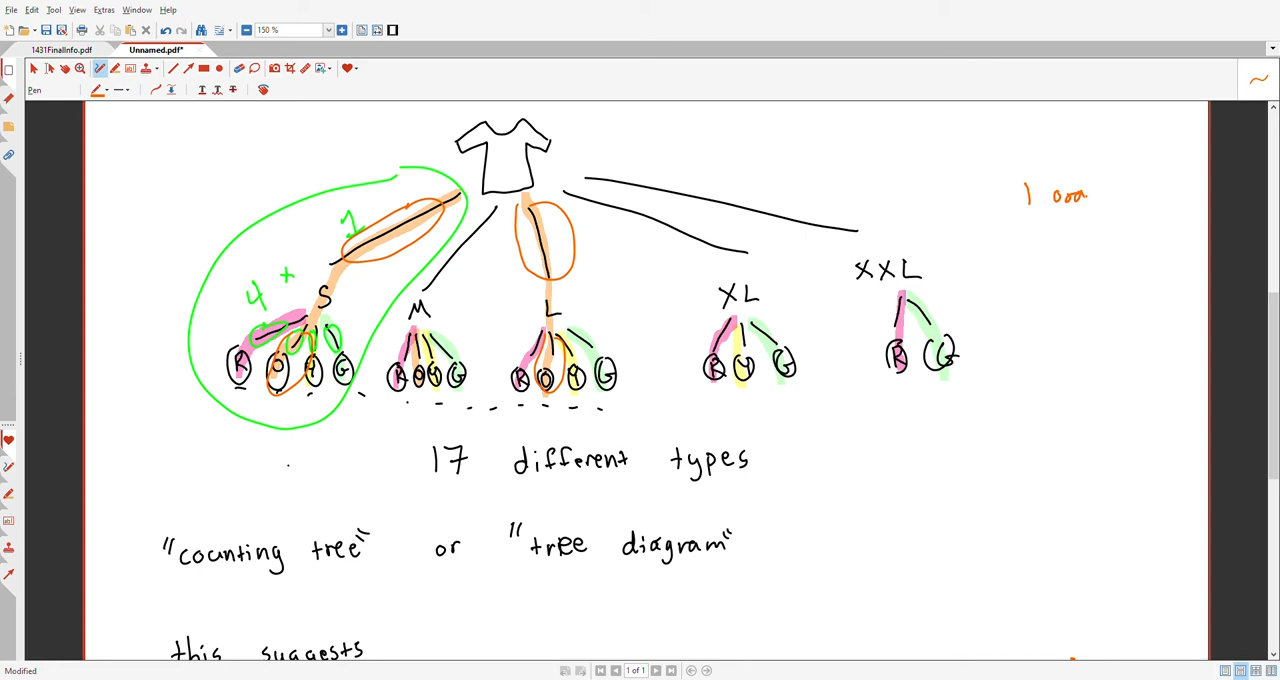 File Edit Tool View Extras Window Help
150 %
1431FinalInfo.pdf Unnamed.pdf*
Pen
1 000
1
4 +
S M L XL XXL
R O Y G R O Y G R O Y G R Y G R G
17 different types
"counting tree" or "tree diagram"
this suggests
Modified
1 of 1